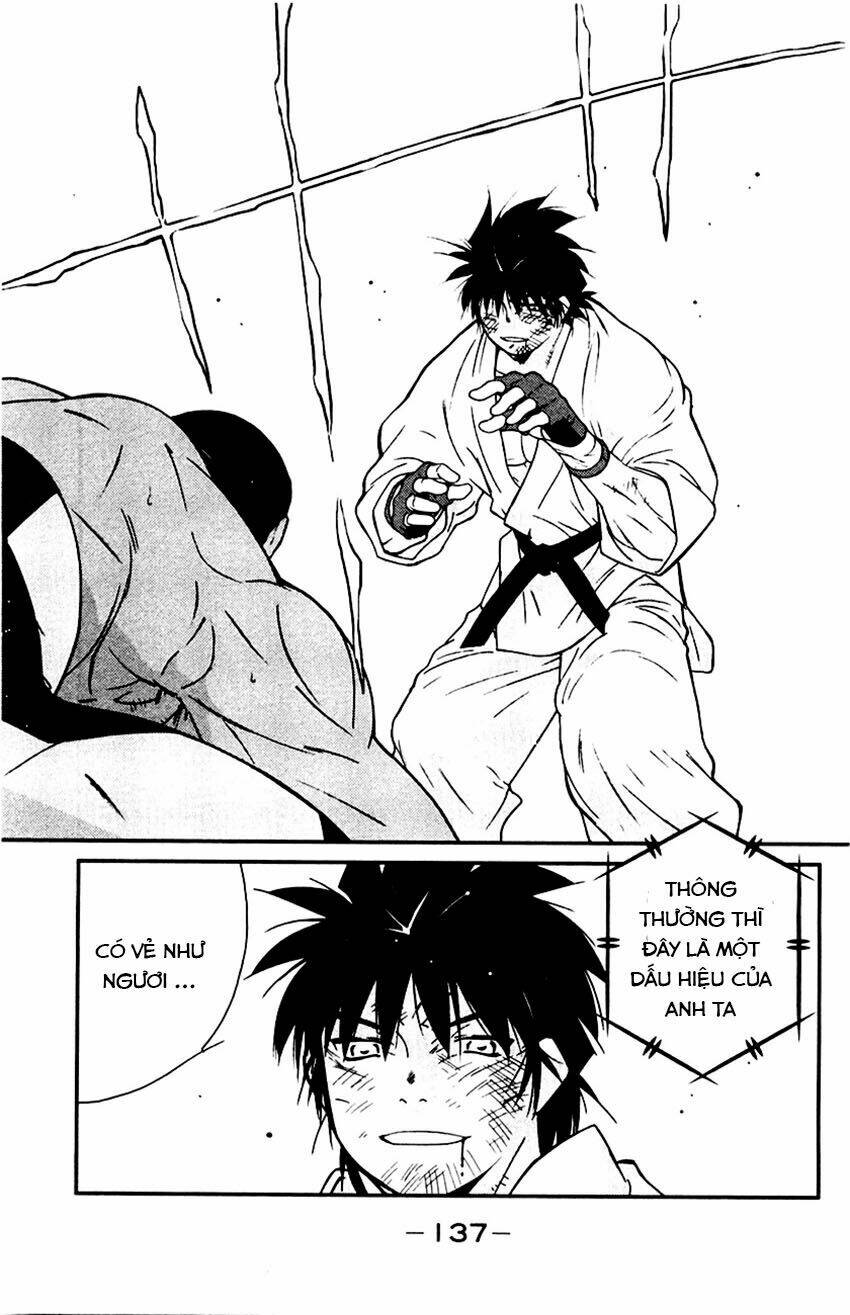 CÓ VẺ NHƯ
NGƯƠI ...
THÔNG
THƯỜNG THÌ
ĐÂY LÀ MỘT
DẤU HIỆU CỦA
ANH TA
-137-